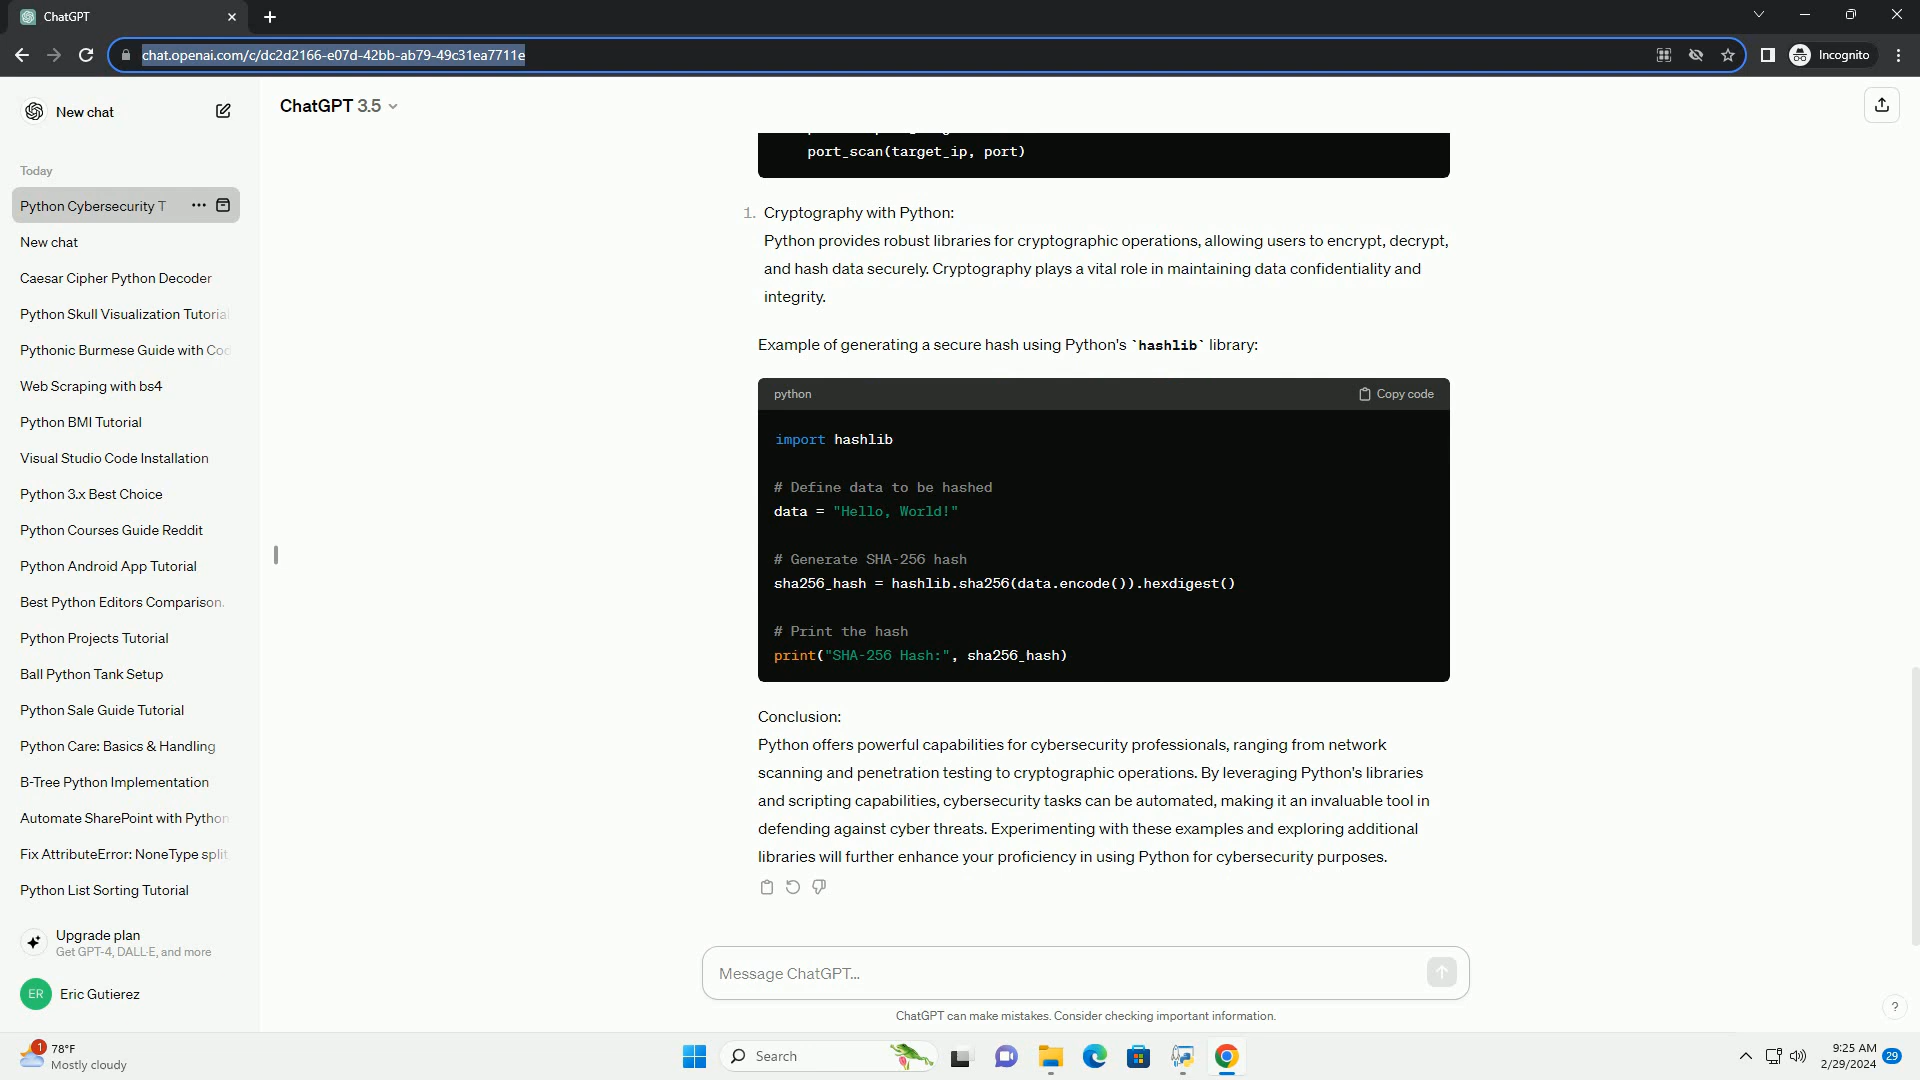 ChatGPT
chat.openai.com/c/dc2d2166-e07d-42bb-ab79-49c31ea7711e
Incognito
New chat
ChatGPT 3.5
Today
Python Cybersecurity T
New chat
Caesar Cipher Python Decoder
Python Skull Visualization Tutorial
Pythonic Burmese Guide with Cod
Web Scraping with bs4
Python BMI Tutorial
Visual Studio Code Installation
Python 3.x Best Choice
Python Courses Guide Reddit
Python Android App Tutorial
Best Python Editors Comparison.
Python Projects Tutorial
Ball Python Tank Setup
Python Sale Guide Tutorial
Python Care: Basics & Handling
B-Tree Python Implementation
Automate SharePoint with Python
Fix AttributeError: NoneType split
Python List Sorting Tutorial
Upgrade plan
Get GPT-4, DALL·E, and more
ER
Eric Gutierez
port_scan(target_ip, port)
1. Cryptography with Python:
Python provides robust libraries for cryptographic operations, allowing users to encrypt, decrypt,
and hash data securely. Cryptography plays a vital role in maintaining data confidentiality and
integrity.
Example of generating a secure hash using Python's `hashlib` library:
python
Copy code
import hashlib
# Define data to be hashed
data = "Hello, World!"
# Generate SHA-256 hash
sha256_hash = hashlib.sha256(data.encode()).hexdigest()
# Print the hash
print("SHA-256 Hash:", sha256_hash)
Conclusion:
Python offers powerful capabilities for cybersecurity professionals, ranging from network
scanning and penetration testing to cryptographic operations. By leveraging Python's libraries
and scripting capabilities, cybersecurity tasks can be automated, making it an invaluable tool in
defending against cyber threats. Experimenting with these examples and exploring additional
libraries will further enhance your proficiency in using Python for cybersecurity purposes.
Message ChatGPT...
ChatGPT can make mistakes. Consider checking important information.
?
1
78°F
Mostly cloudy
Search
9:25 AM
2/29/2024
29